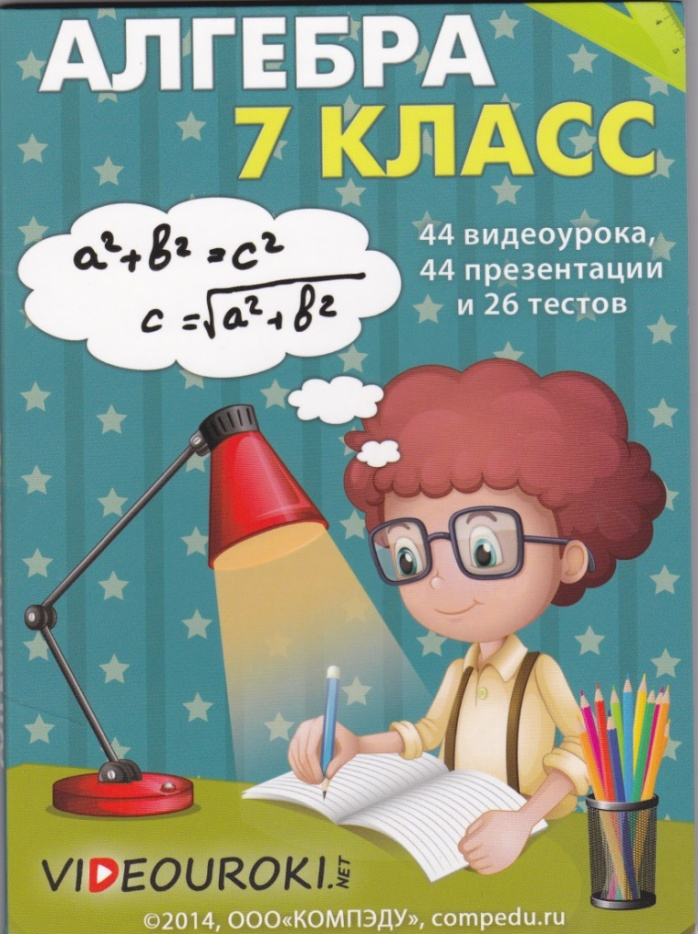 АЛГЕБРА
7 КЛАСС
44 видеоурока,
44 презентации
и 26 тестов
a²+b²=c²
c=√a²+b²
VIDEOUROKI.NET
©2014, ООО«КОМПЭДУ», compedu.ru